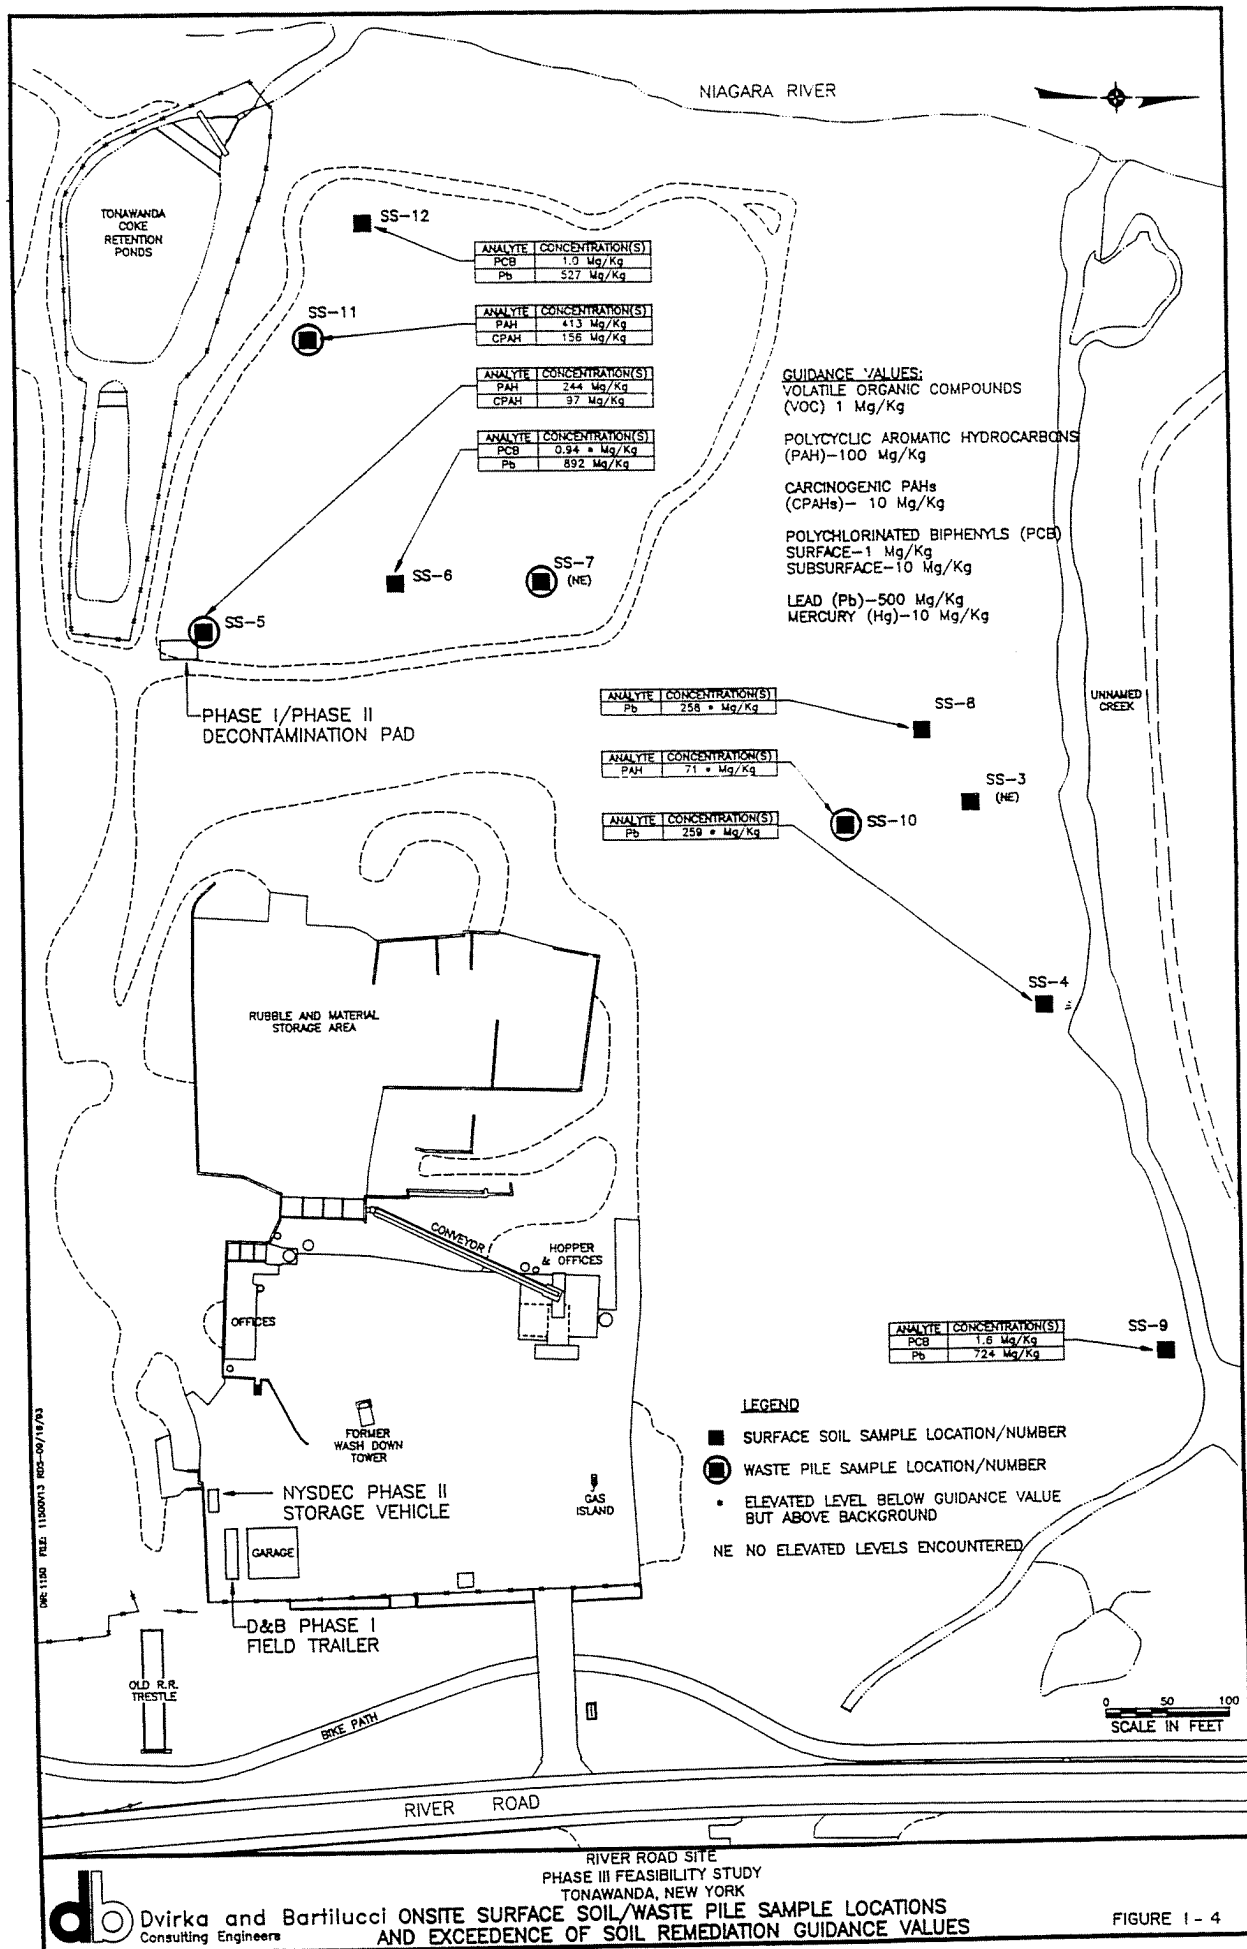 NIAGARA RIVER
TONAWANDA
COKE
RETENTION
PONDS
SS-12
ANALYTE CONCENTRATION(S)
PCB 1.0 Mg/Kg
Pb 527 Mg/Kg
SS-11
ANALYTE CONCENTRATION(S)
PAH 413 Mg/Kg
CPAH 156 Mg/Kg
ANALYTE CONCENTRATION(S)
PAH 244 Mg/Kg
CPAH 97 Mg/Kg
ANALYTE CONCENTRATION(S)
PCB 0.94 * Mg/Kg
Pb 892 Mg/Kg
GUIDANCE VALUES:
VOLATILE ORGANIC COMPOUNDS
(VOC) 1 Mg/Kg
POLYCYCLIC AROMATIC HYDROCARBONS
(PAH)-100 Mg/Kg
CARCINOGENIC PAHs
(CPAHs)- 10 Mg/Kg
POLYCHLORINATED BIPHENYLS (PCB)
SURFACE-1 Mg/Kg
SUBSURFACE-10 Mg/Kg
LEAD (Pb)-500 Mg/Kg
MERCURY (Hg)-10 Mg/Kg
SS-6
SS-7
(NE)
SS-5
PHASE I/PHASE II
DECONTAMINATION PAD
UNNAMED
CREEK
ANALYTE CONCENTRATION(S)
Pb 258 * Mg/Kg
SS-8
ANALYTE CONCENTRATION(S)
PAH 71 * Mg/Kg
SS-3
(NE)
SS-10
ANALYTE CONCENTRATION(S)
Pb 259 * Mg/Kg
SS-4
RUBBLE AND MATERIAL
STORAGE AREA
CONVEYOR
HOPPER
& OFFICES
OFFICES
ANALYTE CONCENTRATION(S)
PCB 1.6 Mg/Kg
Pb 724 Mg/Kg
SS-9
FORMER
WASH DOWN
TOWER
NYSDEC PHASE II
STORAGE VEHICLE
GAS
ISLAND
GARAGE
D&B PHASE I
FIELD TRAILER
LEGEND
SURFACE SOIL SAMPLE LOCATION/NUMBER
WASTE PILE SAMPLE LOCATION/NUMBER
* ELEVATED LEVEL BELOW GUIDANCE VALUE
BUT ABOVE BACKGROUND
NE NO ELEVATED LEVELS ENCOUNTERED
OLD R.R.
TRESTLE
BIKE PATH
0 50 100
SCALE IN FEET
RIVER ROAD
RIVER ROAD SITE
PHASE III FEASIBILITY STUDY
TONAWANDA, NEW YORK
db
Dvirka and Bartilucci
Consulting Engineers
ONSITE SURFACE SOIL/WASTE PILE SAMPLE LOCATIONS
AND EXCEEDENCE OF SOIL REMEDIATION GUIDANCE VALUES
FIGURE 1-4